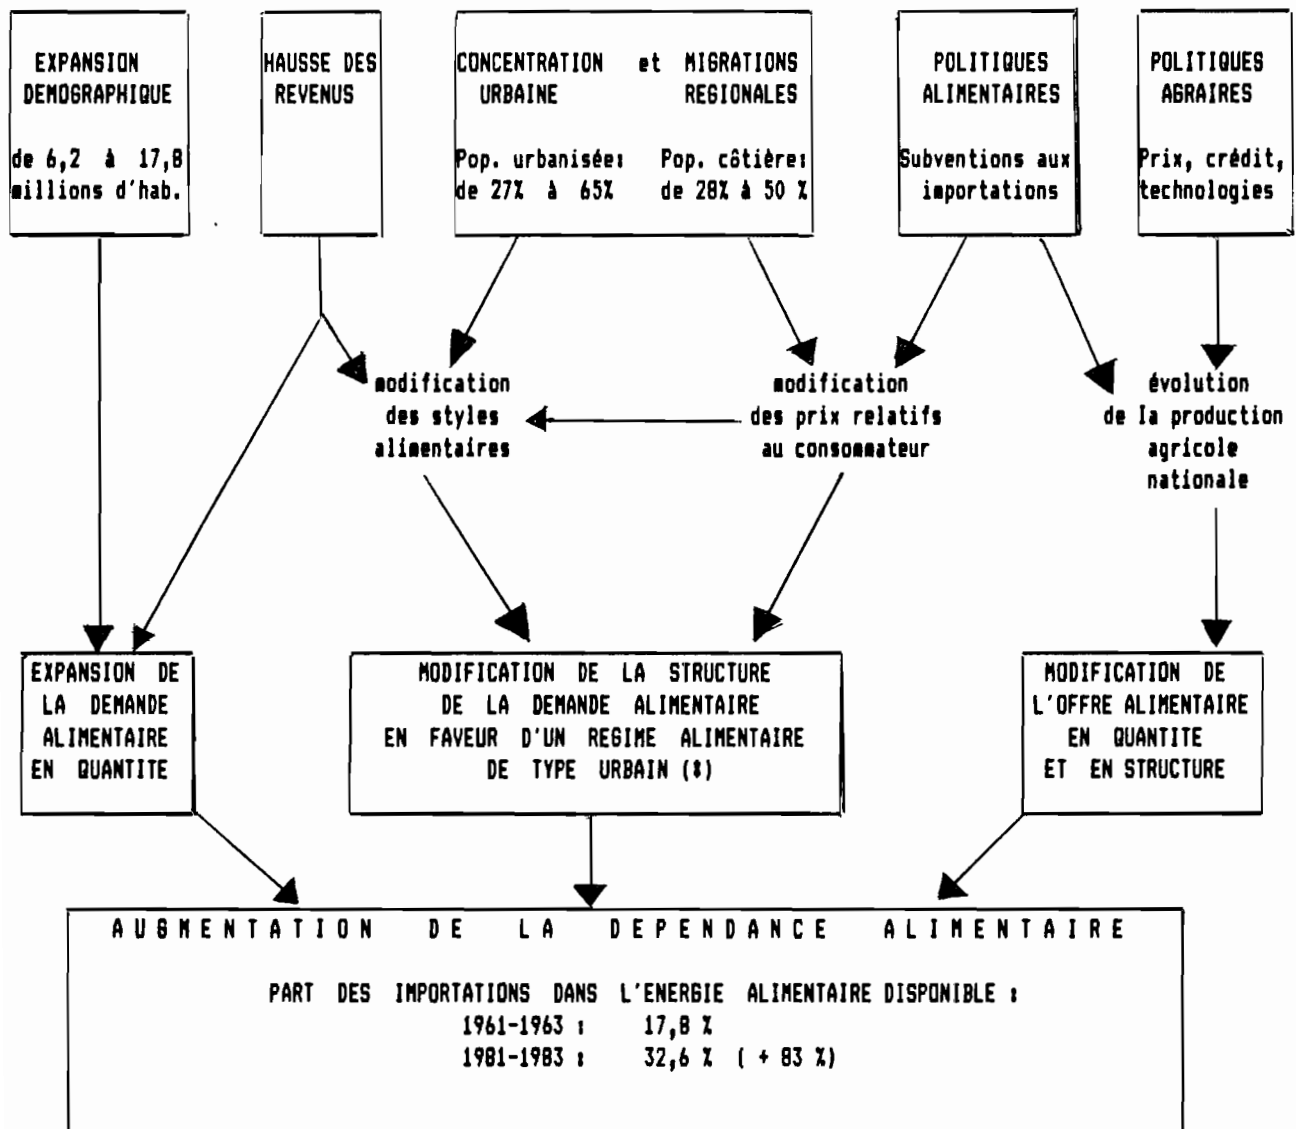 EXPANSION
DEMOGRAPHIQUE
de 6,2 à 17,8
millions d'hab.
HAUSSE DES
REVENUS
CONCENTRATION et MIGRATIONS
URBAINE REGIONALES
Pop. urbanisée: Pop. côtière:
de 27% à 65% de 28% à 50 %
POLITIQUES
ALIMENTAIRES
Subventions aux
importations
POLITIQUES
AGRAIRES
Prix, crédit,
technologies
modification
des styles
alimentaires
modification
des prix relatifs
au consommateur
évolution
de la production
agricole
nationale
EXPANSION DE
LA DEMANDE
ALIMENTAIRE
EN QUANTITE
MODIFICATION DE LA STRUCTURE
DE LA DEMANDE ALIMENTAIRE
EN FAVEUR D'UN REGIME ALIMENTAIRE
DE TYPE URBAIN (*)
MODIFICATION DE
L'OFFRE ALIMENTAIRE
EN QUANTITE
ET EN STRUCTURE
AUGMENTATION DE LA DEPENDANCE ALIMENTAIRE
PART DES IMPORTATIONS DANS L'ENERGIE ALIMENTAIRE DISPONIBLE :
1961-1963 : 17,8 %
1981-1983 : 32,6 % ( + 83 %)